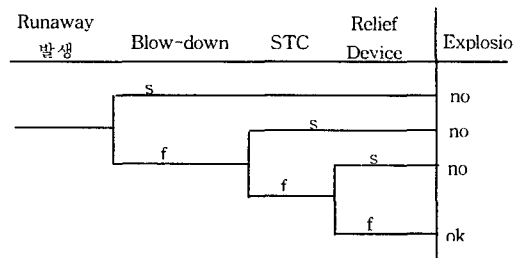 Runaway
발생
Blow-down
STC
Relief
Device
Explosio
s
no
s
no
f
s
no
f
f
ok